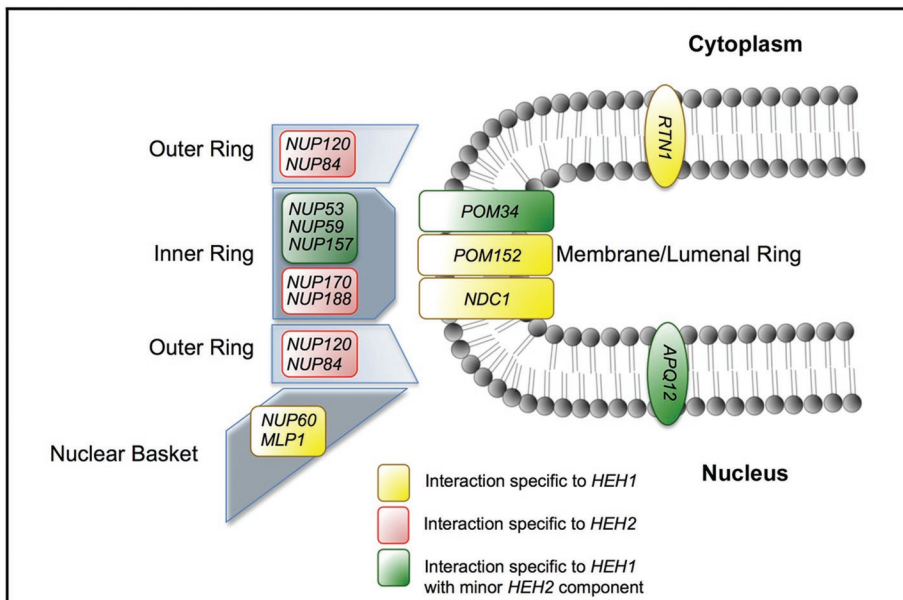 Cytoplasm
RTN1
Outer Ring
NUP120
NUP84
Inner Ring
NUP53
NUP59
NUP157
NUP170
NUP188
POM34
POM152
NDC1
Membrane/Lumenal Ring
Outer Ring
NUP120
NUP84
APQ12
Nuclear Basket
NUP60
MLP1
Nucleus
Interaction specific to HEH1
Interaction specific to HEH2
Interaction specific to HEH1
with minor HEH2 component